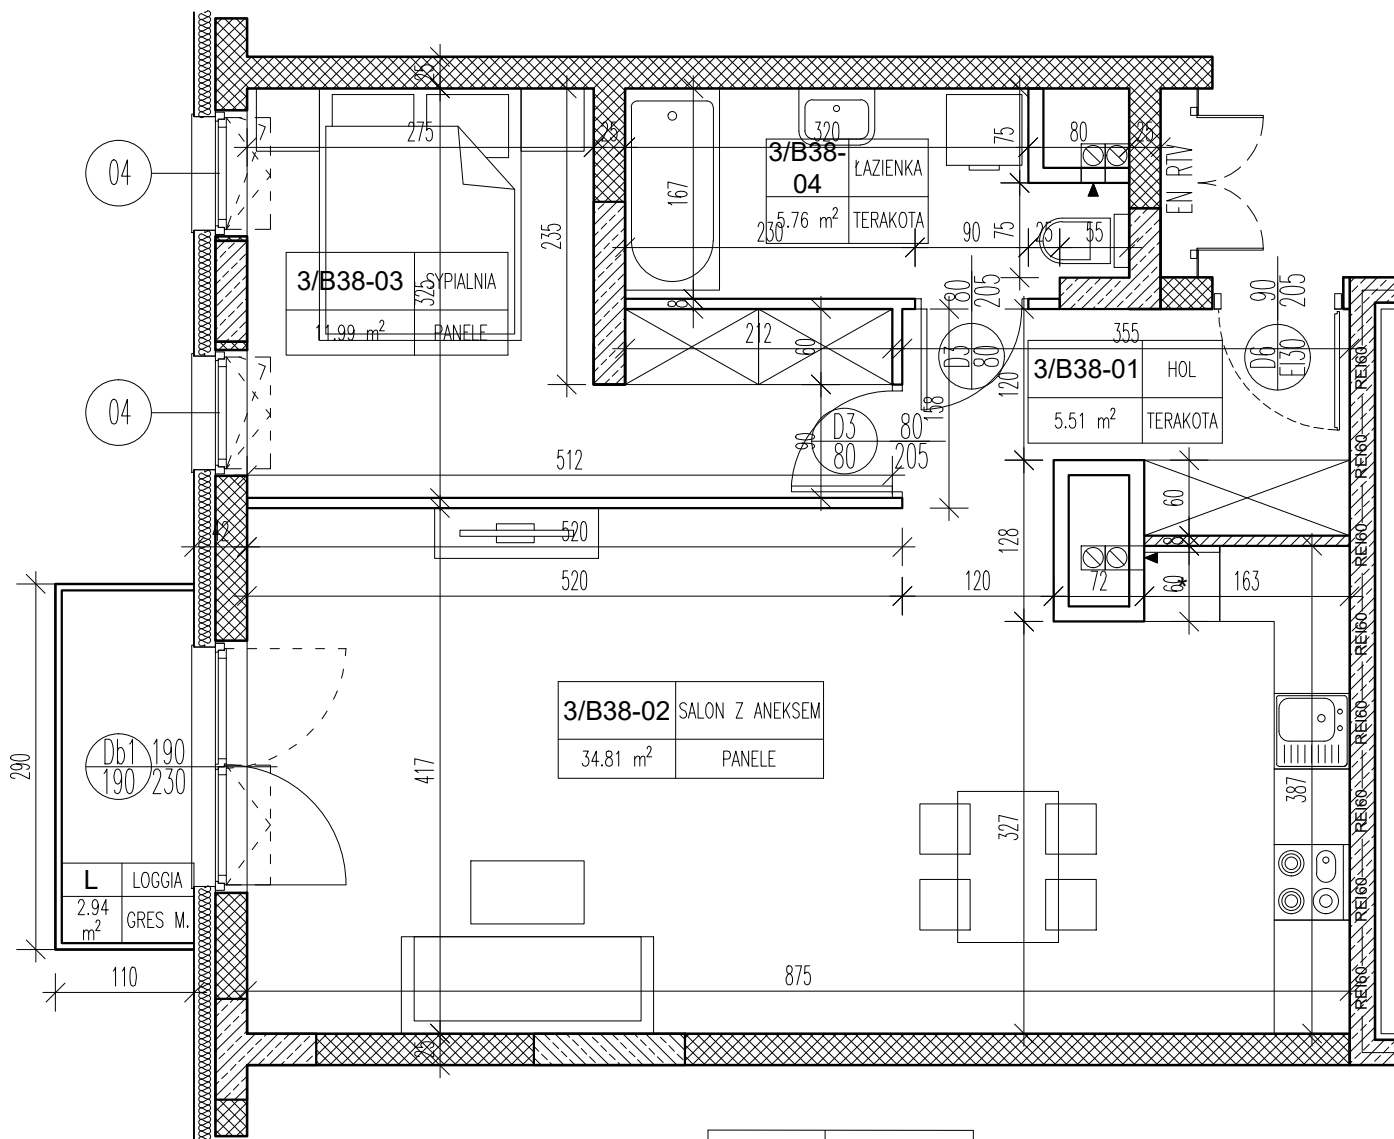 25
275
25
320
75
80
25
04
3/B38-04
ŁAZIENKA
5.76 m²
TERAKOTA
167
230
90
75
25
55
EN RTV
235
3/B38-03
SYPIALNIA
11.99 m²
PANELE
325
8
212
60
D3
80
80
205
D6
EI30
90
205
355
3/B38-01
HOL
5.51 m²
TERAKOTA
120
158
04
90
D3
80
80
205
512
60
8
60
*
42
520
128
520
120
72
163
REI60
REI60
REI60
REI60
REI60
REI60
REI60
REI60
3/B38-02
SALON Z ANEKSEM
34.81 m²
PANELE
290
Db1
190
190
230
417
327
387
L
LOGGIA
2.94 m²
GRES M.
110
875
25